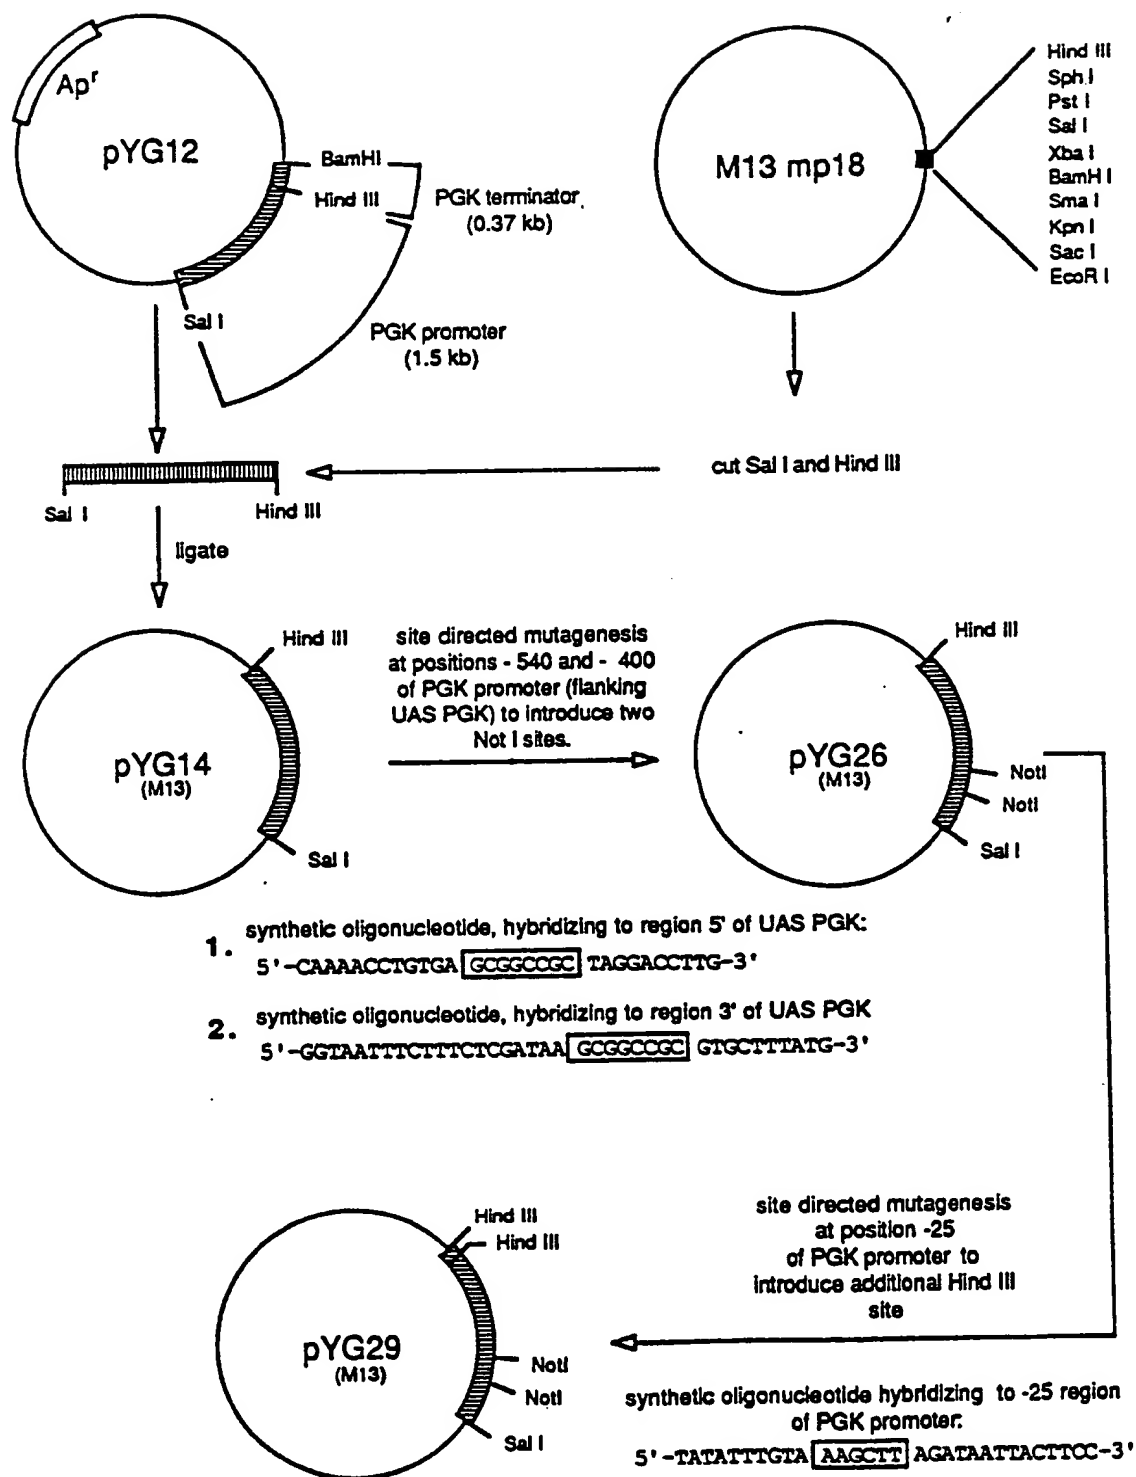 Apʳ
pYG12
BamHI
Hind III
PGK terminator
(0.37 kb)
Sal I
PGK promoter
(1.5 kb)
M13 mp18
Hind III
Sph I
Pst I
Sal I
Xba I
BamH I
Sma I
Kpn I
Sac I
EcoR I
cut Sal I and Hind III
Sal I
Hind III
ligate
Hind III
pYG14
(M13)
Sal I
site directed mutagenesis
at positions - 540 and - 400
of PGK promoter (flanking
UAS PGK) to introduce two
Not I sites.
Hind III
pYG26
(M13)
NotI
NotI
Sal I
1. synthetic oligonucleotide, hybridizing to region 5' of UAS PGK:
5'-CAAAACCTGTGA GCGGCCGC TAGGACCTTG-3'
2. synthetic oligonucleotide, hybridizing to region 3' of UAS PGK
5'-GGTAATTTCTTTCTCGATAA GCGGCCGC GTGCTTTATG-3'
site directed mutagenesis
at position -25
of PGK promoter to
introduce additional Hind III
site
Hind III
Hind III
pYG29
(M13)
NotI
NotI
Sal I
synthetic oligonucleotide hybridizing to -25 region
of PGK promoter:
5'-TATATTTGTA AAGCTT AGATAATTACTTCC-3'